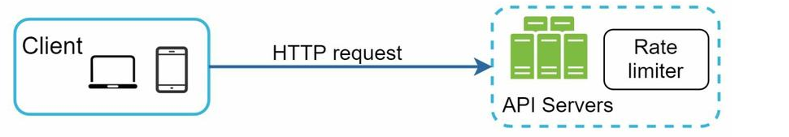 Client
HTTP request
Rate
limiter
API Servers